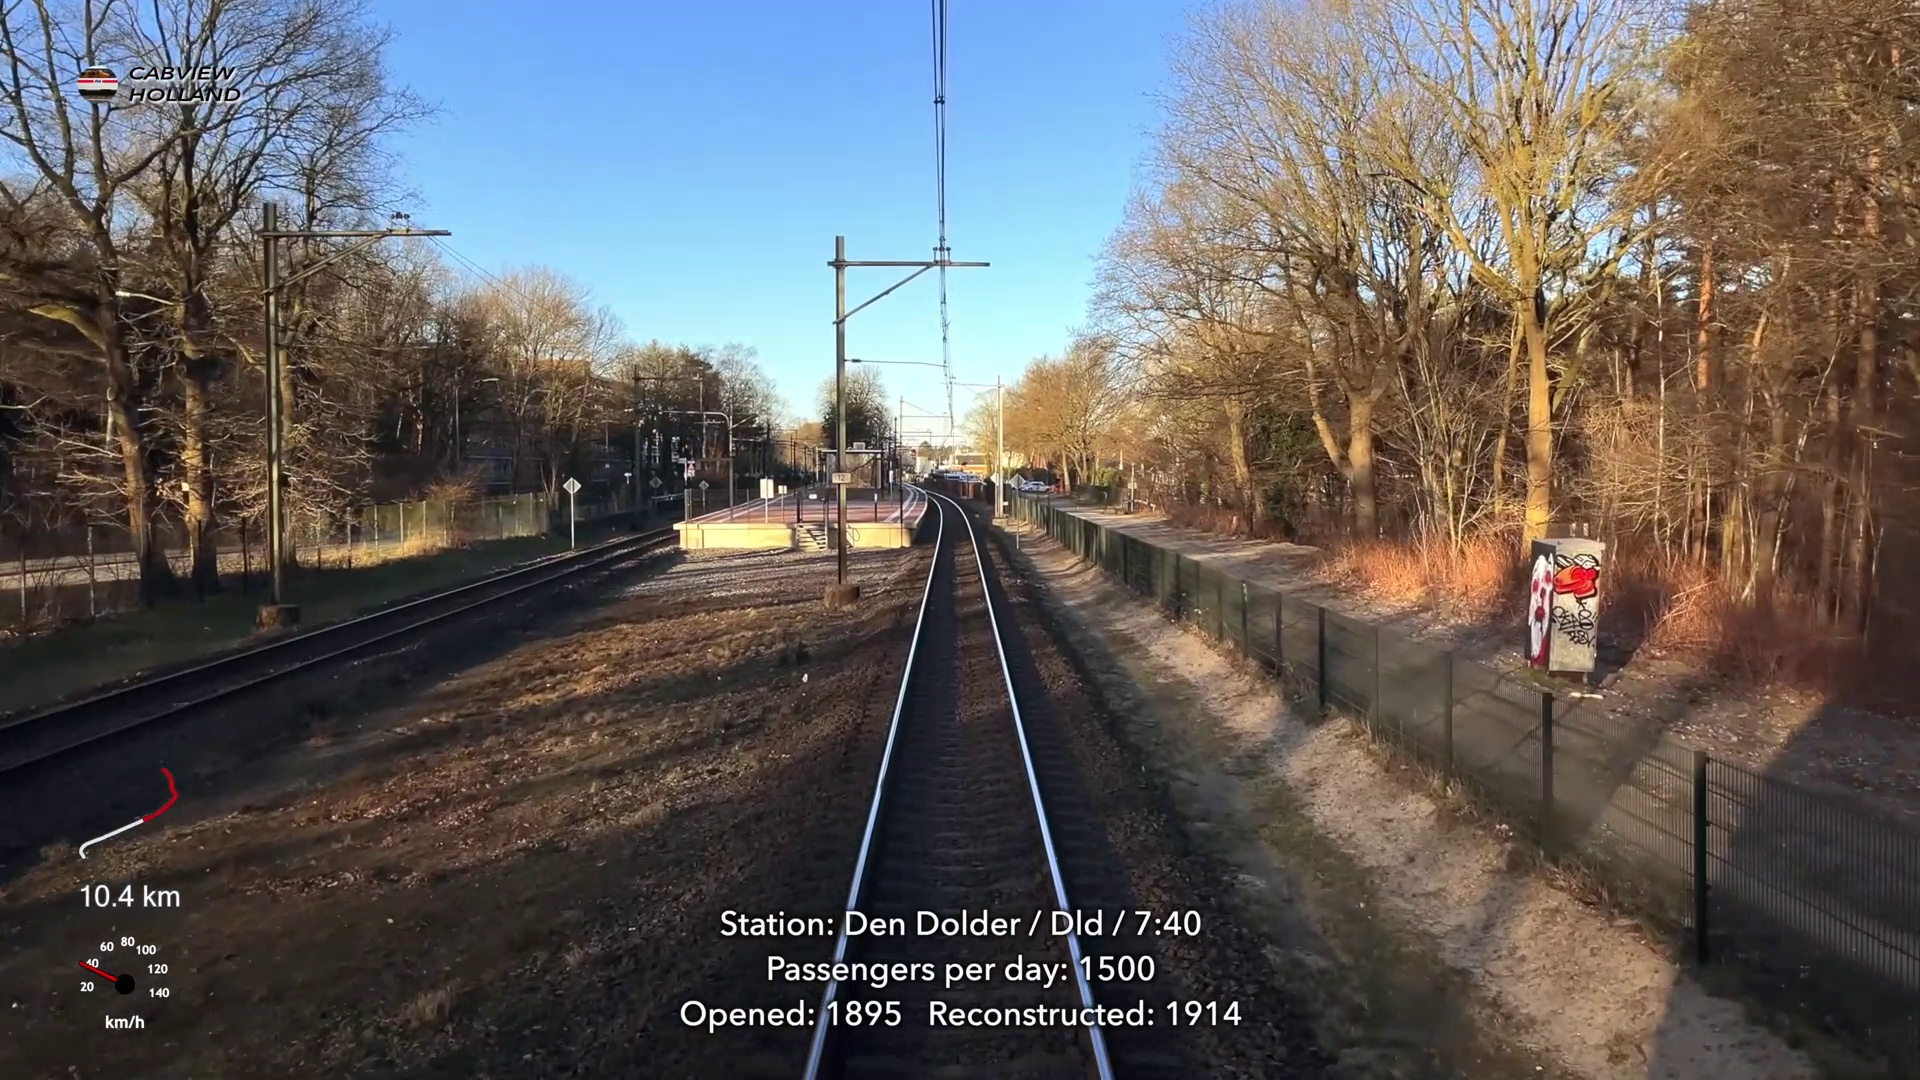 CABVIEW
HOLLAND
10.4 km
20
40
60
80
100
120
140
km/h
Station: Den Dolder / Dld / 7:40
Passengers per day: 1500
Opened: 1895 Reconstructed: 1914